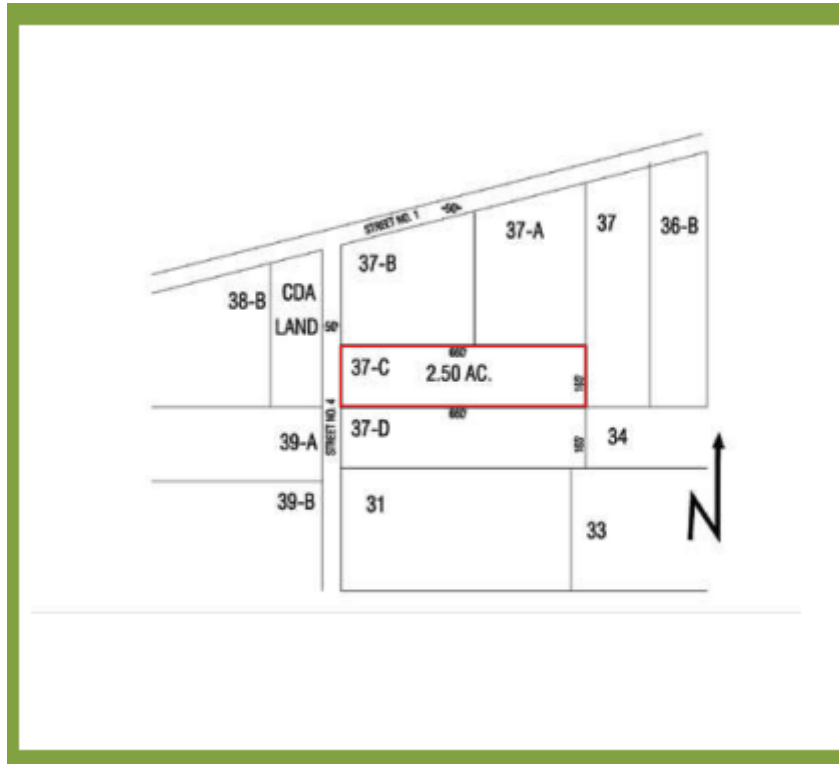 STREET NO. 1
37-A
37
36-B
37-B
38-B
CDA
LAND
50'
660'
37-C
2.50 AC.
165'
STREET NO. 4
660'
37-D
165'
34
39-A
39-B
31
33
N